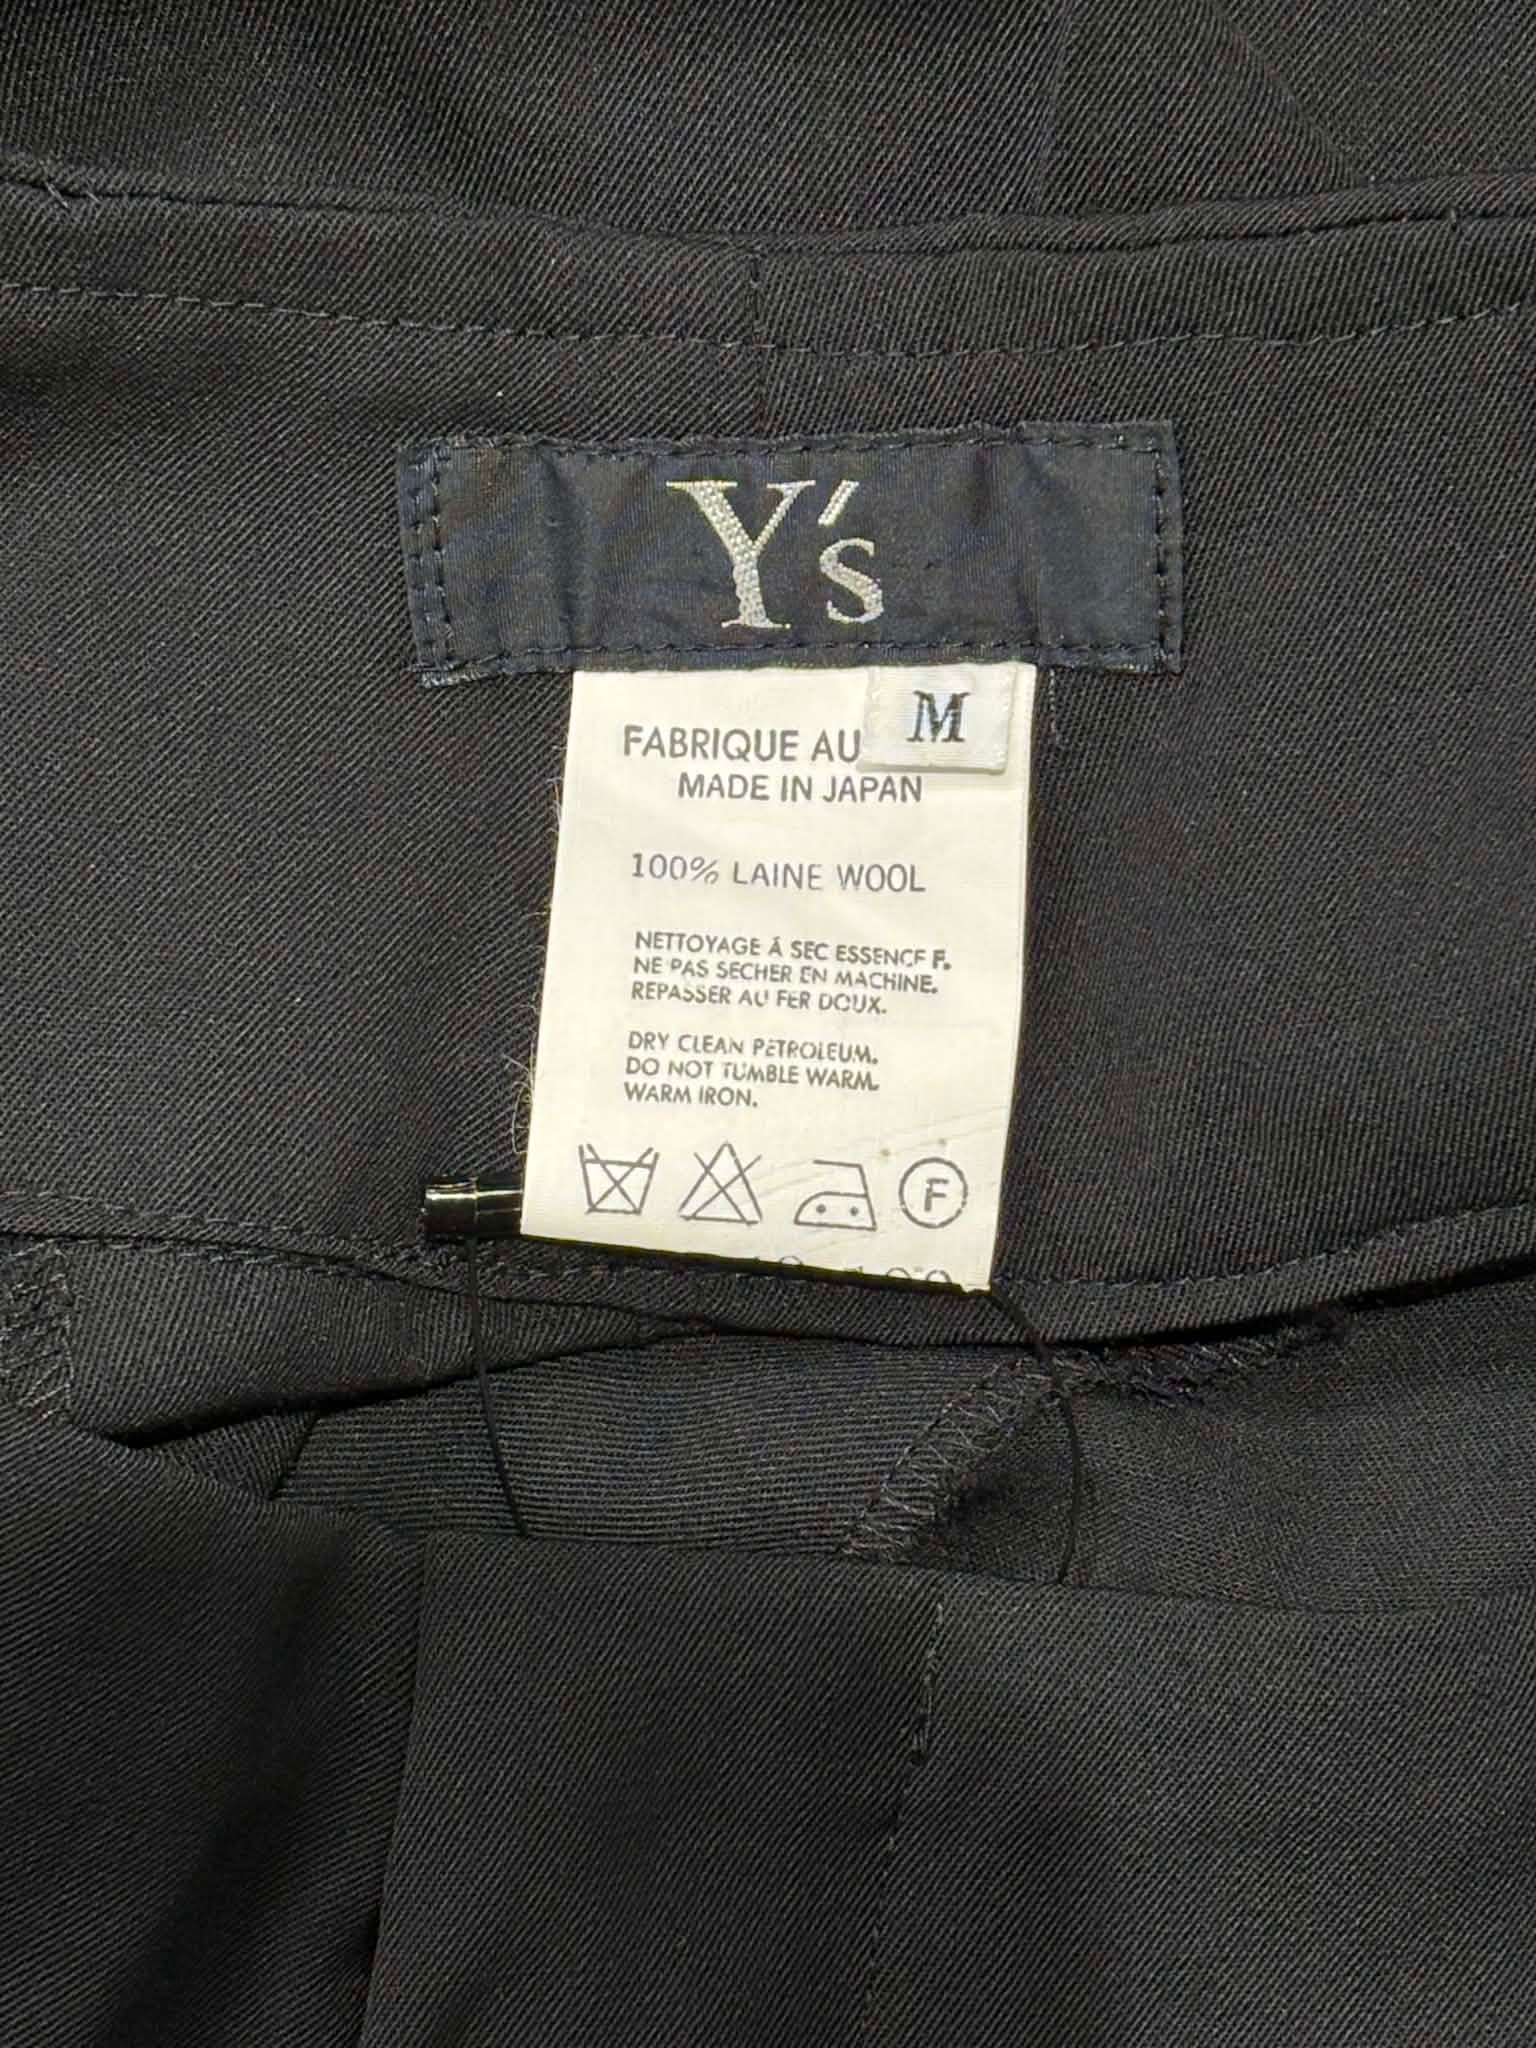 Y's
M
FABRIQUE AU
MADE IN JAPAN
100% LAINE WOOL
NETTOYAGE Á SEC ESSENCE F.
NE PAS SECHER EN MACHINE.
REPASSER AU FER DOUX.
DRY CLEAN PETROLEUM.
DO NOT TUMBLE WARM.
WARM IRON.
F